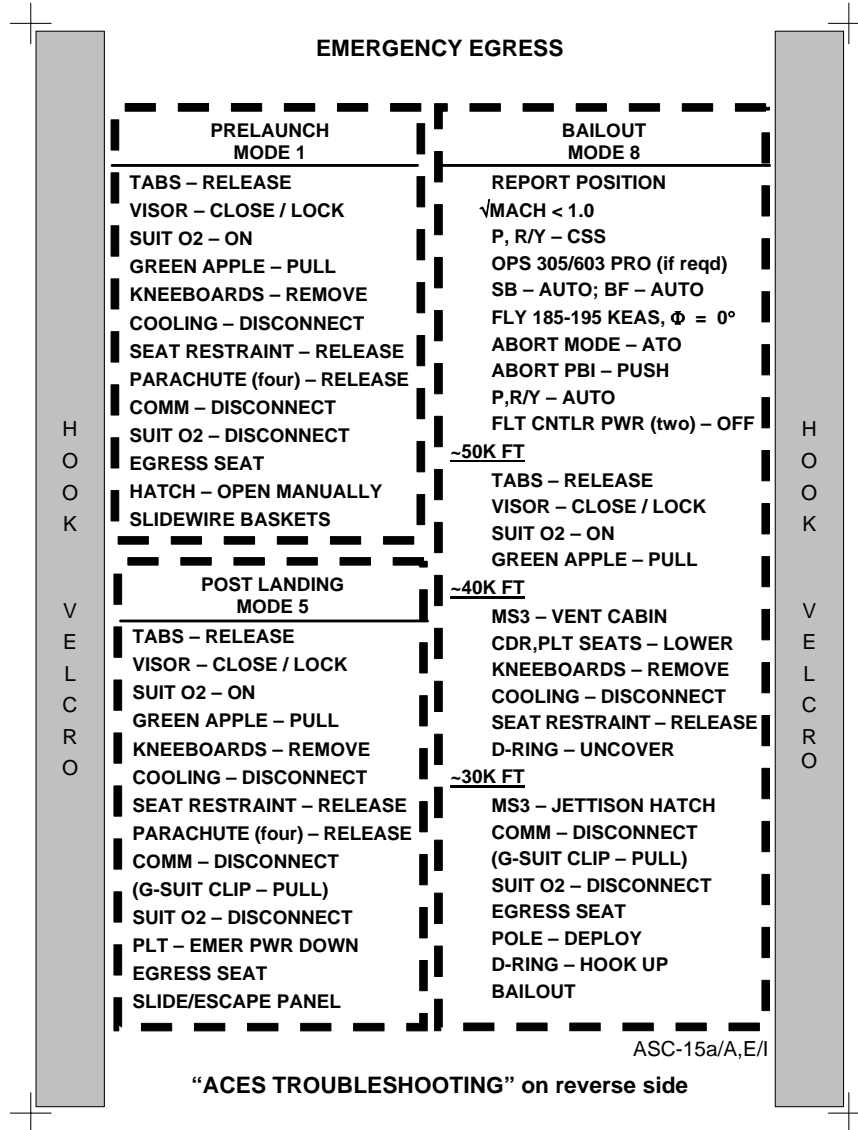 EMERGENCY EGRESS
PRELAUNCH
MODE 1
TABS – RELEASE
VISOR – CLOSE / LOCK
SUIT O2 – ON
GREEN APPLE – PULL
KNEEBOARDS – REMOVE
COOLING – DISCONNECT
SEAT RESTRAINT – RELEASE
PARACHUTE (four) – RELEASE
COMM – DISCONNECT
SUIT O2 – DISCONNECT
EGRESS SEAT
HATCH – OPEN MANUALLY
SLIDEWIRE BASKETS
POST LANDING
MODE 5
TABS – RELEASE
VISOR – CLOSE / LOCK
SUIT O2 – ON
GREEN APPLE – PULL
KNEEBOARDS – REMOVE
COOLING – DISCONNECT
SEAT RESTRAINT – RELEASE
PARACHUTE (four) – RELEASE
COMM – DISCONNECT
(G-SUIT CLIP – PULL)
SUIT O2 – DISCONNECT
PLT – EMER PWR DOWN
EGRESS SEAT
SLIDE/ESCAPE PANEL
BAILOUT
MODE 8
REPORT POSITION
√MACH < 1.0
P, R/Y – CSS
OPS 305/603 PRO (if reqd)
SB – AUTO; BF – AUTO
FLY 185-195 KEAS, Φ = 0°
ABORT MODE – ATO
ABORT PBI – PUSH
P,R/Y – AUTO
FLT CNTLR PWR (two) – OFF
~50K FT
TABS – RELEASE
VISOR – CLOSE / LOCK
SUIT O2 – ON
GREEN APPLE – PULL
~40K FT
MS3 – VENT CABIN
CDR,PLT SEATS – LOWER
KNEEBOARDS – REMOVE
COOLING – DISCONNECT
SEAT RESTRAINT – RELEASE
D-RING – UNCOVER
~30K FT
MS3 – JETTISON HATCH
COMM – DISCONNECT
(G-SUIT CLIP – PULL)
SUIT O2 – DISCONNECT
EGRESS SEAT
POLE – DEPLOY
D-RING – HOOK UP
BAILOUT
HOOK VELCRO
HOOK VELCRO
ASC-15a/A,E/I
“ACES TROUBLESHOOTING” on reverse side